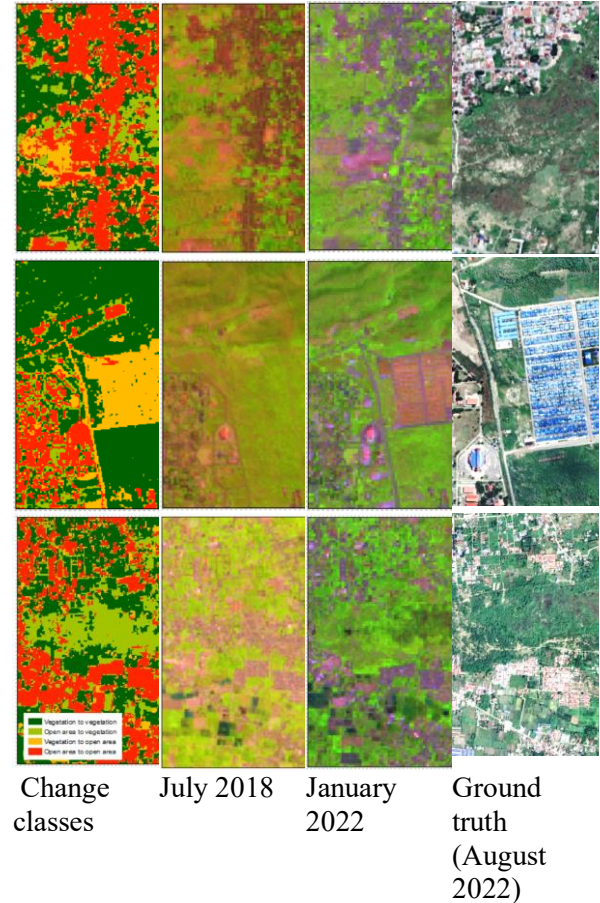 Vegetation to vegetation
Open area to vegetation
Vegetation to open area
Open area to open area
Change classes
July 2018
January 2022
Ground truth (August 2022)